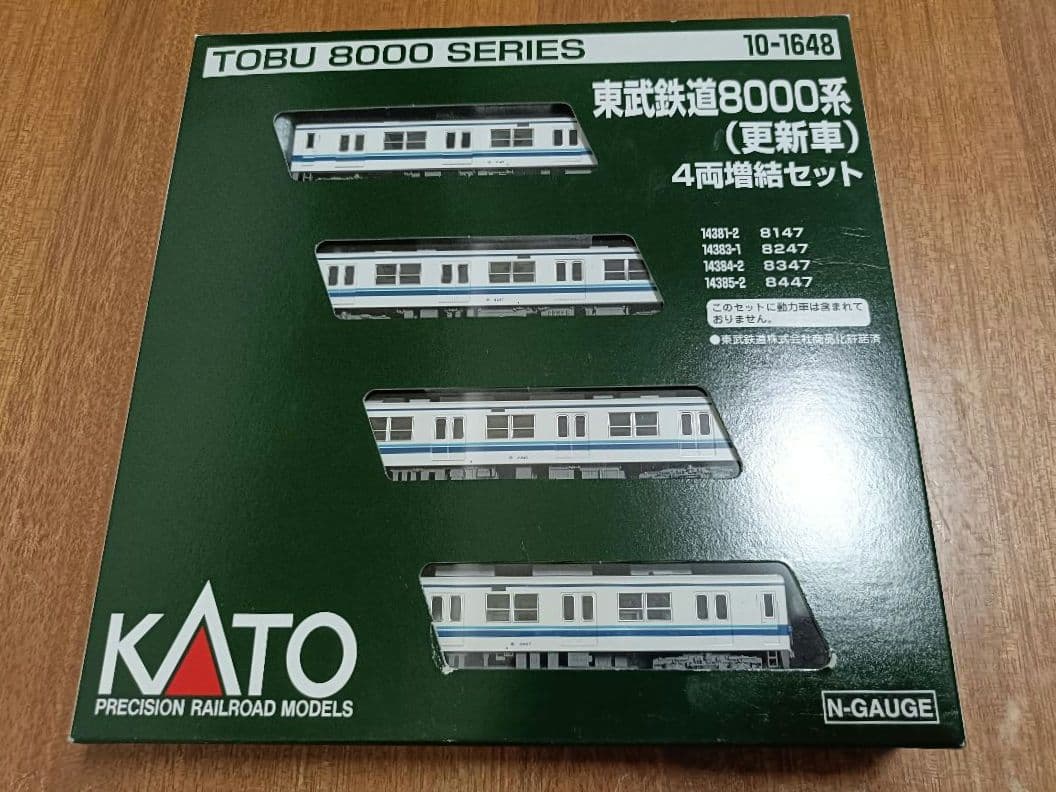 TOBU 8000 SERIES
10-1648
東武鉄道8000系
（更新車）
4両増結セット
14381-2 8147
14383-1 8247
14384-2 8347
14385-2 8447
このセットに動力車は含まれて
おりません。
●東武鉄道株式会社商品化許諾済
KATO
PRECISION RAILROAD MODELS
N-GAUGE